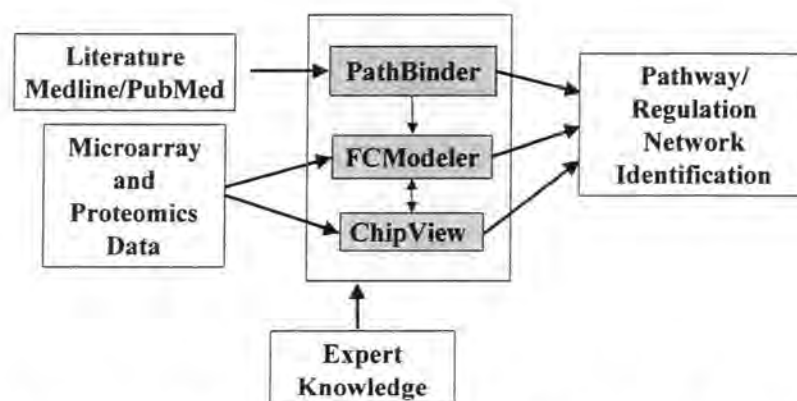 Literature
Medline/PubMed
Microarray
and
Proteomics
Data
PathBinder
FCModeler
ChipView
Pathway/
Regulation
Network
Identification
Expert
Knowledge